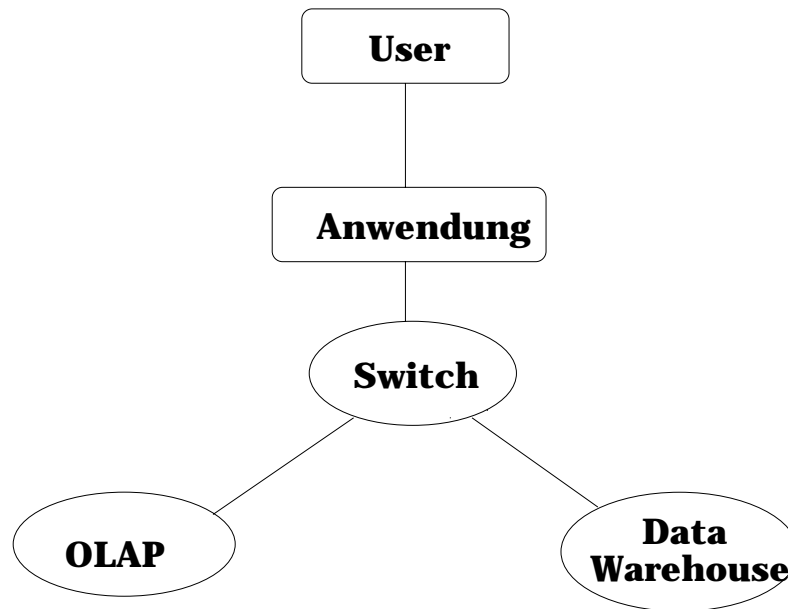 User
Anwendung
Switch
OLAP
Data
Warehouse